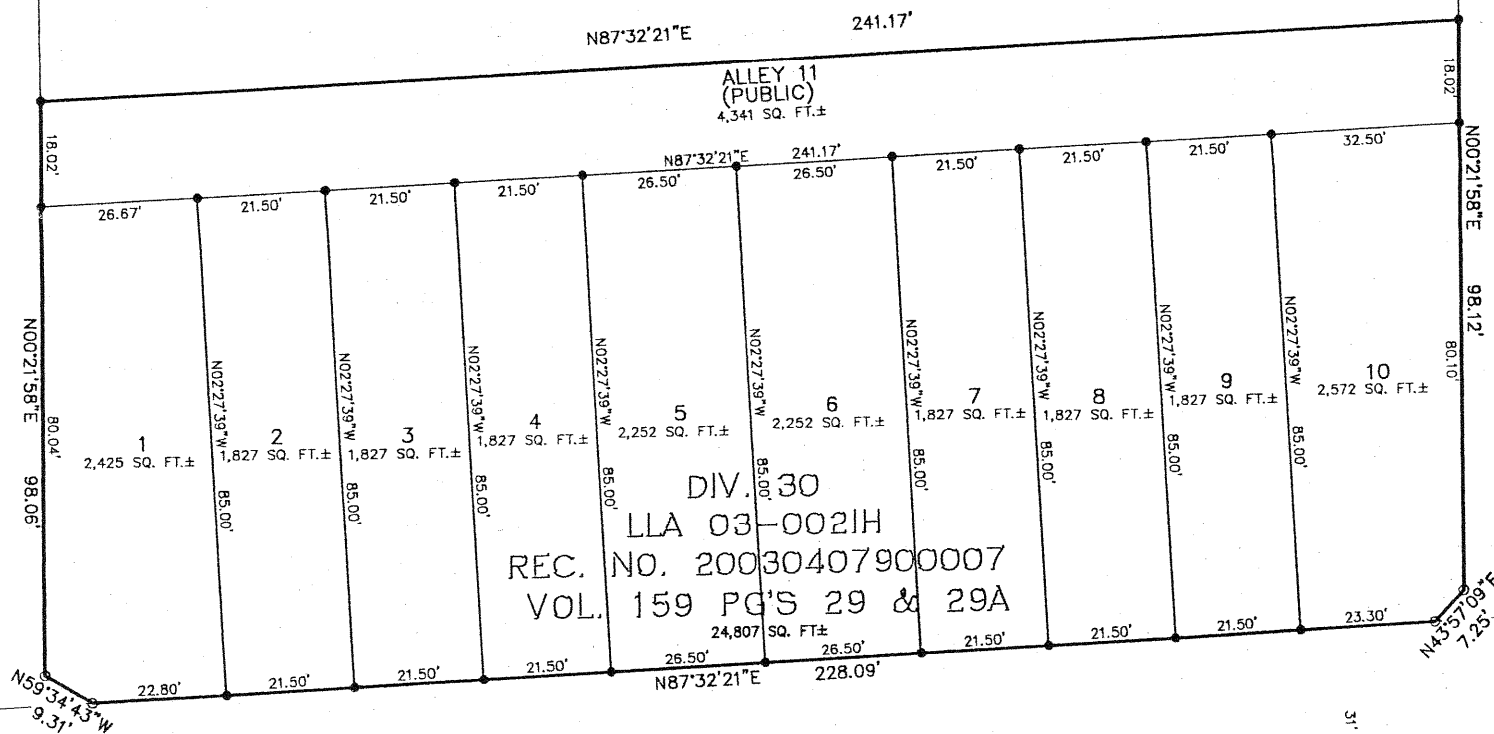 N87°32'21"E 241.17'
ALLEY 11
(PUBLIC)
4,341 SQ. FT.±
18.02'
18.02'
N87°32'21"E 241.17'
26.67'
21.50'
21.50'
21.50'
26.50'
26.50'
21.50'
21.50'
21.50'
32.50'
N00°21'58"E 98.06'
80.04'
N00°21'58"E 98.12'
80.10'
1
2,425 SQ. FT.±
N02°27'39"W 85.00'
2
1,827 SQ. FT.±
N02°27'39"W 85.00'
3
1,827 SQ. FT.±
N02°27'39"W 85.00'
4
1,827 SQ. FT.±
N02°27'39"W 85.00'
5
2,252 SQ. FT.±
N02°27'39"W 85.00'
6
2,252 SQ. FT.±
N02°27'39"W 85.00'
7
1,827 SQ. FT.±
N02°27'39"W 85.00'
8
1,827 SQ. FT.±
N02°27'39"W 85.00'
9
1,827 SQ. FT.±
N02°27'39"W 85.00'
10
2,572 SQ. FT.±
DIV. 30
LLA 03-002IH
REC. NO. 20030407900007
VOL. 159 PG'S 29 & 29A
24,807 SQ. FT±
N59°34'43"W
9.31'
22.80'
21.50'
21.50'
21.50'
26.50'
26.50'
21.50'
21.50'
21.50'
23.30'
N87°32'21"E 228.09'
N43°57'09"E
7.25'
31'